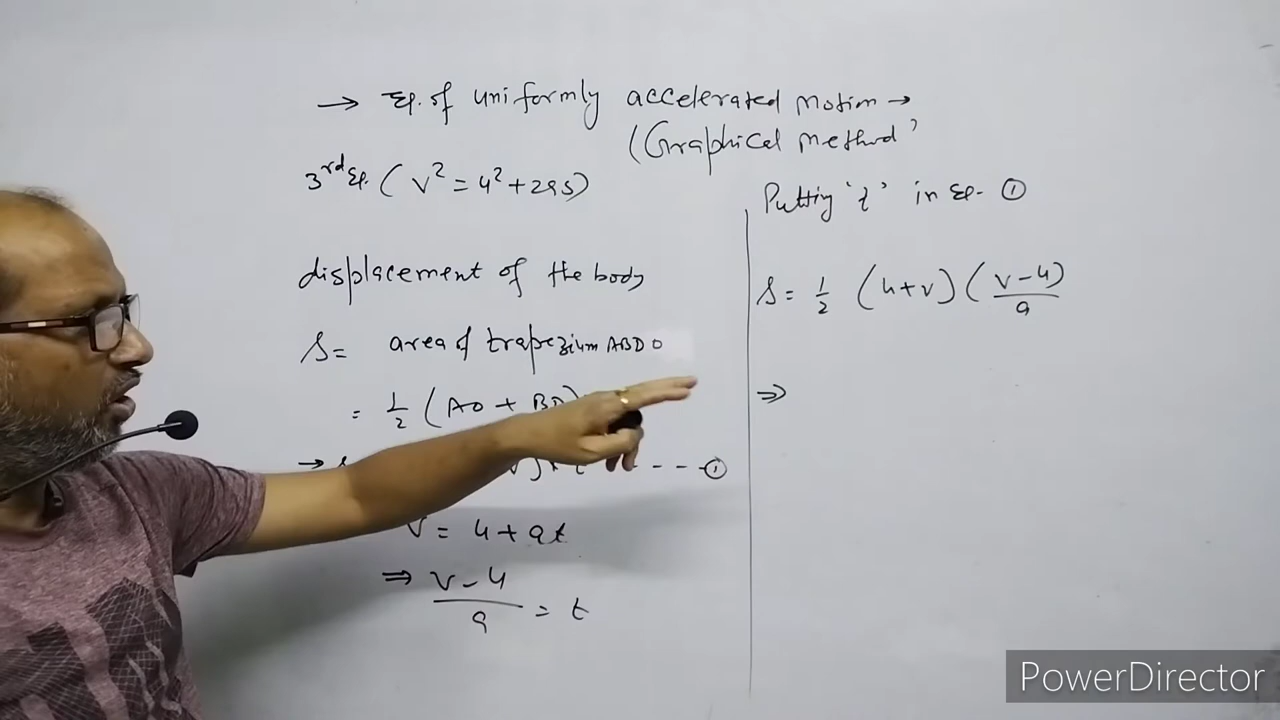 → Eq. of uniformly accelerated motion →
(Graphical method)
3rd Eq. ( v² = u² + 2as )
displacement of the body
S = area of trapezium ABDO
= 1/2 ( AO + BD )
→ t - - - ①
v = u + at
⇒ v - u / a = t
Putting 't' in Eq. ①
S = 1/2 (u+v) ( v - u / a )
⇒
PowerDirector